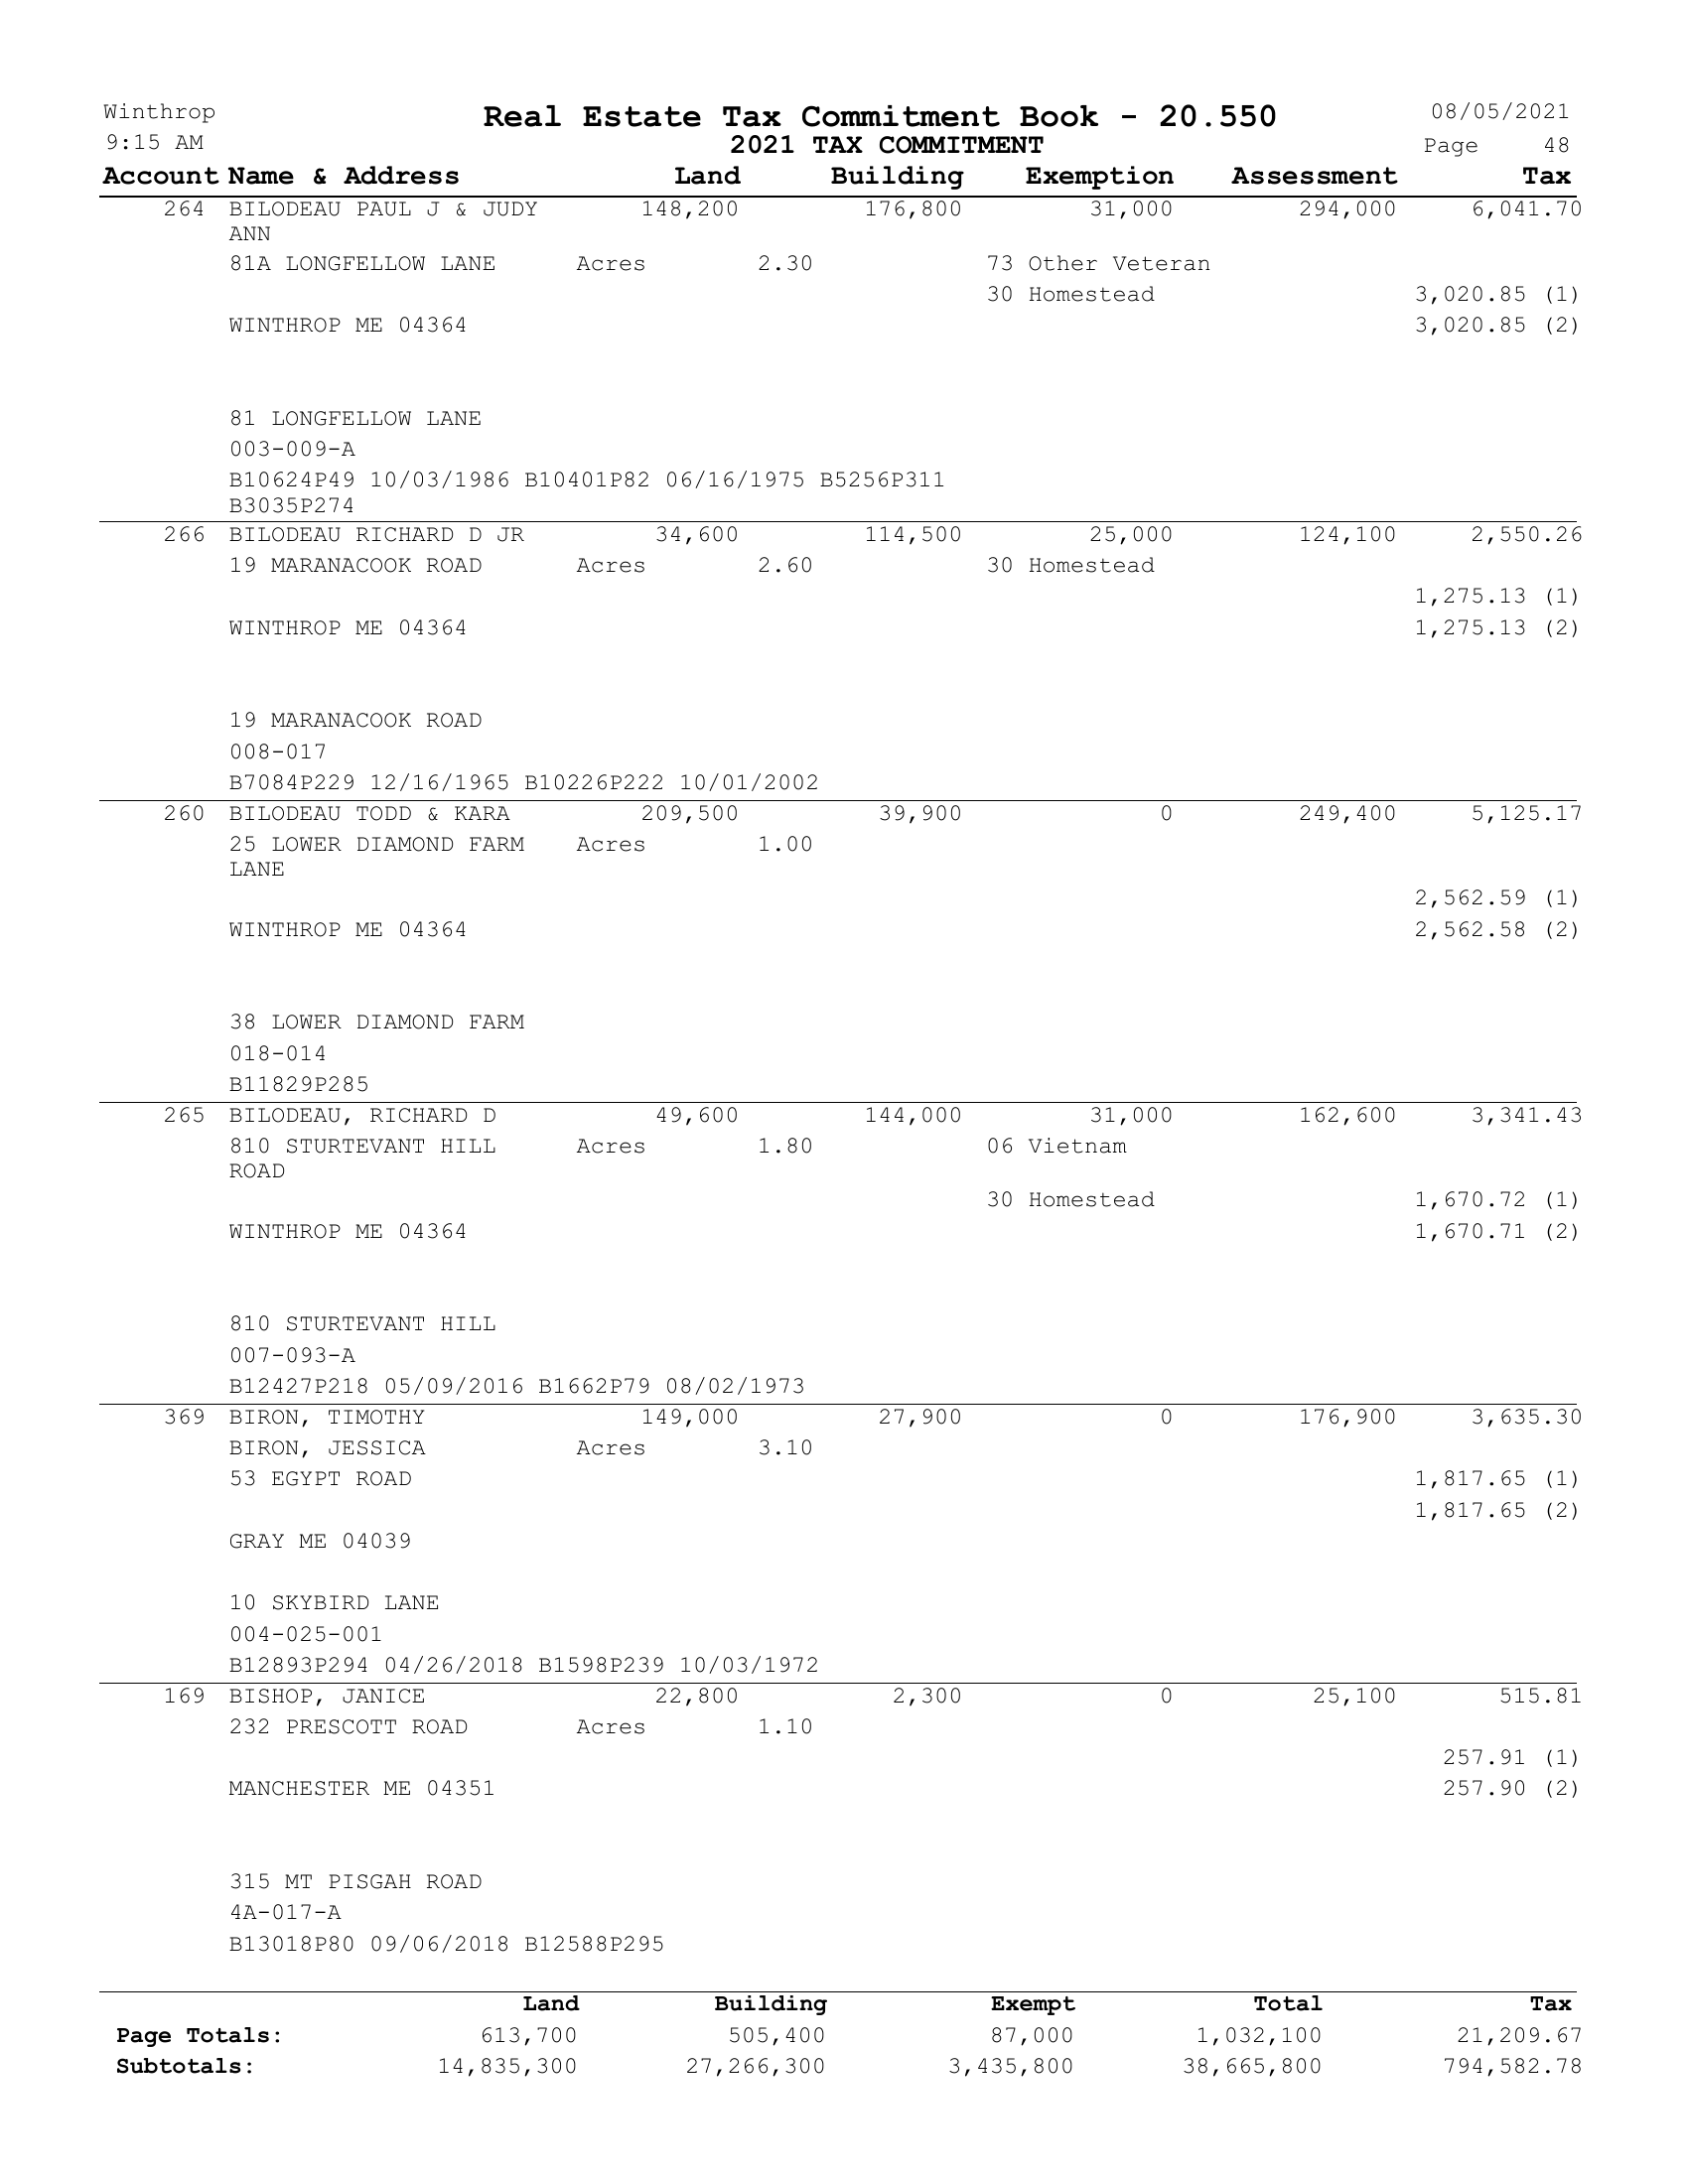 Winthrop Real Estate Tax Commitment Book - 20.550 08/05/2021
9:15 AM 2021 TAX COMMITMENT Page 48
Account Name & Address Land Building Exemption Assessment Tax
264 BILODEAU PAUL J & JUDY 148,200 176,800 31,000 294,000 6,041.70
ANN
81A LONGFELLOW LANE Acres 2.30 73 Other Veteran
30 Homestead 3,020.85 (1)
WINTHROP ME 04364 3,020.85 (2)
81 LONGFELLOW LANE
003-009-A
B10624P49 10/03/1986 B10401P82 06/16/1975 B5256P311
B3035P274
266 BILODEAU RICHARD D JR 34,600 114,500 25,000 124,100 2,550.26
19 MARANACOOK ROAD Acres 2.60 30 Homestead
1,275.13 (1)
WINTHROP ME 04364 1,275.13 (2)
19 MARANACOOK ROAD
008-017
B7084P229 12/16/1965 B10226P222 10/01/2002
260 BILODEAU TODD & KARA 209,500 39,900 0 249,400 5,125.17
25 LOWER DIAMOND FARM Acres 1.00
LANE
2,562.59 (1)
WINTHROP ME 04364 2,562.58 (2)
38 LOWER DIAMOND FARM
018-014
B11829P285
265 BILODEAU, RICHARD D 49,600 144,000 31,000 162,600 3,341.43
810 STURTEVANT HILL Acres 1.80 06 Vietnam
ROAD
30 Homestead 1,670.72 (1)
WINTHROP ME 04364 1,670.71 (2)
810 STURTEVANT HILL
007-093-A
B12427P218 05/09/2016 B1662P79 08/02/1973
369 BIRON, TIMOTHY 149,000 27,900 0 176,900 3,635.30
BIRON, JESSICA Acres 3.10
53 EGYPT ROAD 1,817.65 (1)
1,817.65 (2)
GRAY ME 04039
10 SKYBIRD LANE
004-025-001
B12893P294 04/26/2018 B1598P239 10/03/1972
169 BISHOP, JANICE 22,800 2,300 0 25,100 515.81
232 PRESCOTT ROAD Acres 1.10
257.91 (1)
MANCHESTER ME 04351 257.90 (2)
315 MT PISGAH ROAD
4A-017-A
B13018P80 09/06/2018 B12588P295
Land Building Exempt Total Tax
Page Totals: 613,700 505,400 87,000 1,032,100 21,209.67
Subtotals: 14,835,300 27,266,300 3,435,800 38,665,800 794,582.78